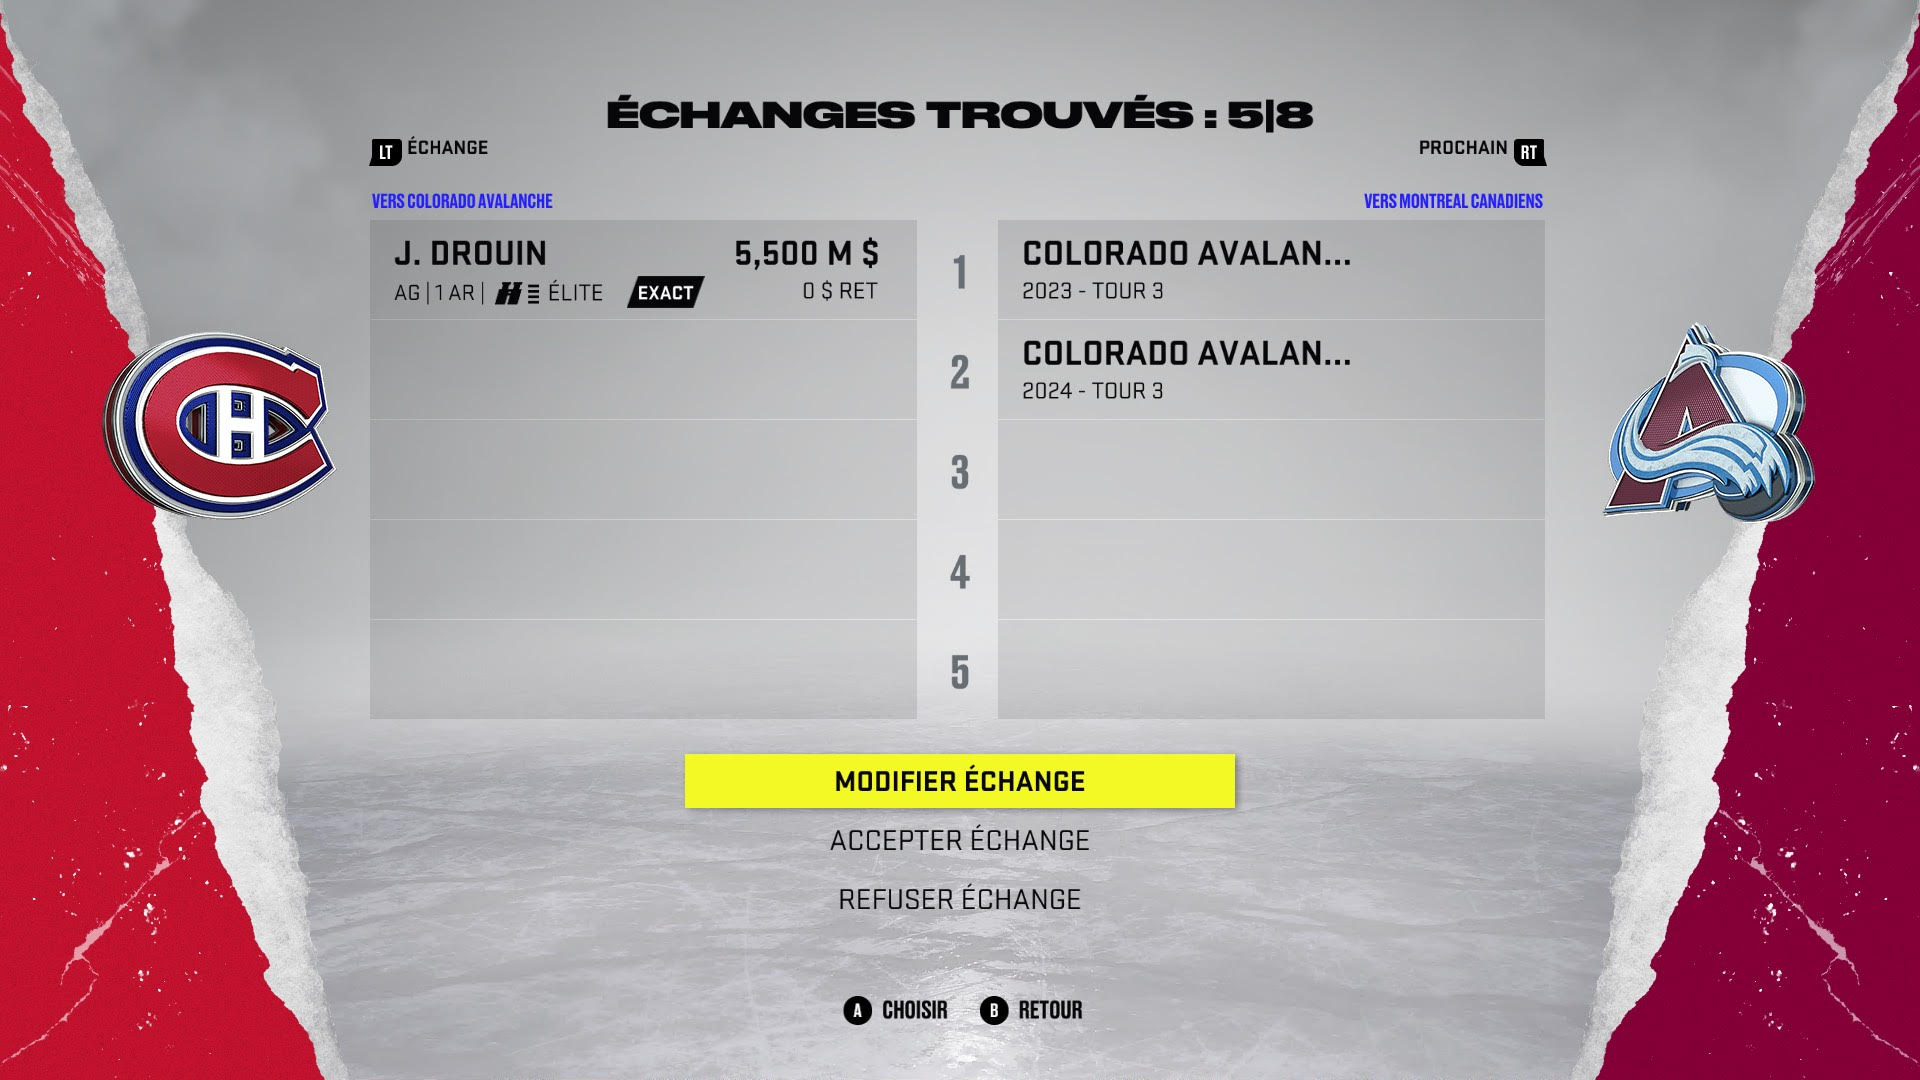 ÉCHANGES TROUVÉS : 5|8
LT ÉCHANGE
PROCHAIN RT
VERS COLORADO AVALANCHE
VERS MONTREAL CANADIENS
J. DROUIN 5,500 M $
AG | 1 AR | ÉLITE EXACT 0 $ RET
1
COLORADO AVALAN...
2023 - TOUR 3
2
COLORADO AVALAN...
2024 - TOUR 3
3
4
5
MODIFIER ÉCHANGE
ACCEPTER ÉCHANGE
REFUSER ÉCHANGE
A CHOISIR B RETOUR